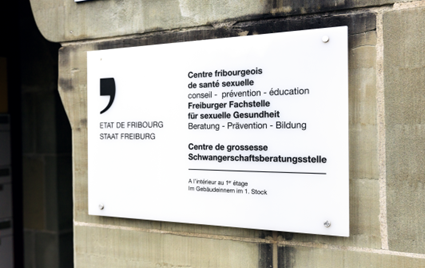 ETAT DE FRIBOURG
STAAT FREIBURG
Centre fribourgeois
de santé sexuelle
conseil - prévention - éducation
Freiburger Fachstelle
für sexuelle Gesundheit
Beratung - Prävention - Bildung
Centre de grossesse
Schwangerschaftsberatungsstelle
A l'intérieur au 1er étage
Im Gebäudeinnern im 1. Stock